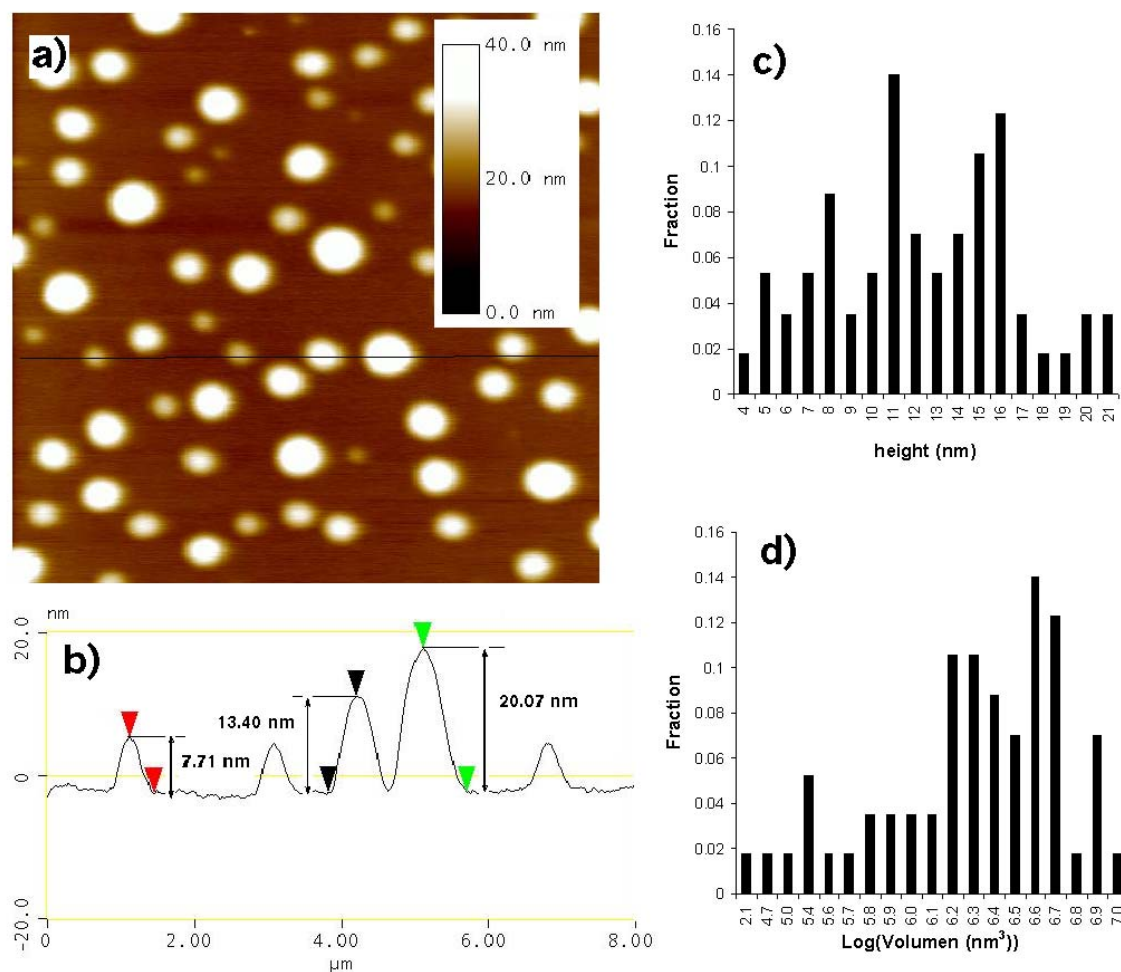 a)
40.0 nm
20.0 nm
0.0 nm
c)
0.16
0.14
0.12
0.1
0.08
0.06
0.04
0.02
0
Fraction
4 5 6 7 8 9 10 11 12 13 14 15 16 17 18 19 20 21
height (nm)
b)
nm
20.0
0
-20.0
7.71 nm
13.40 nm
20.07 nm
0 2.00 4.00 6.00 8.00
µm
d)
0.16
0.14
0.12
0.1
0.08
0.06
0.04
0.02
0
Fraction
2.1 4.7 5.0 5.4 5.6 5.7 5.8 5.9 6.0 6.1 6.2 6.3 6.4 6.5 6.6 6.7 6.8 6.9 7.0
Log(Volumen (nm³))